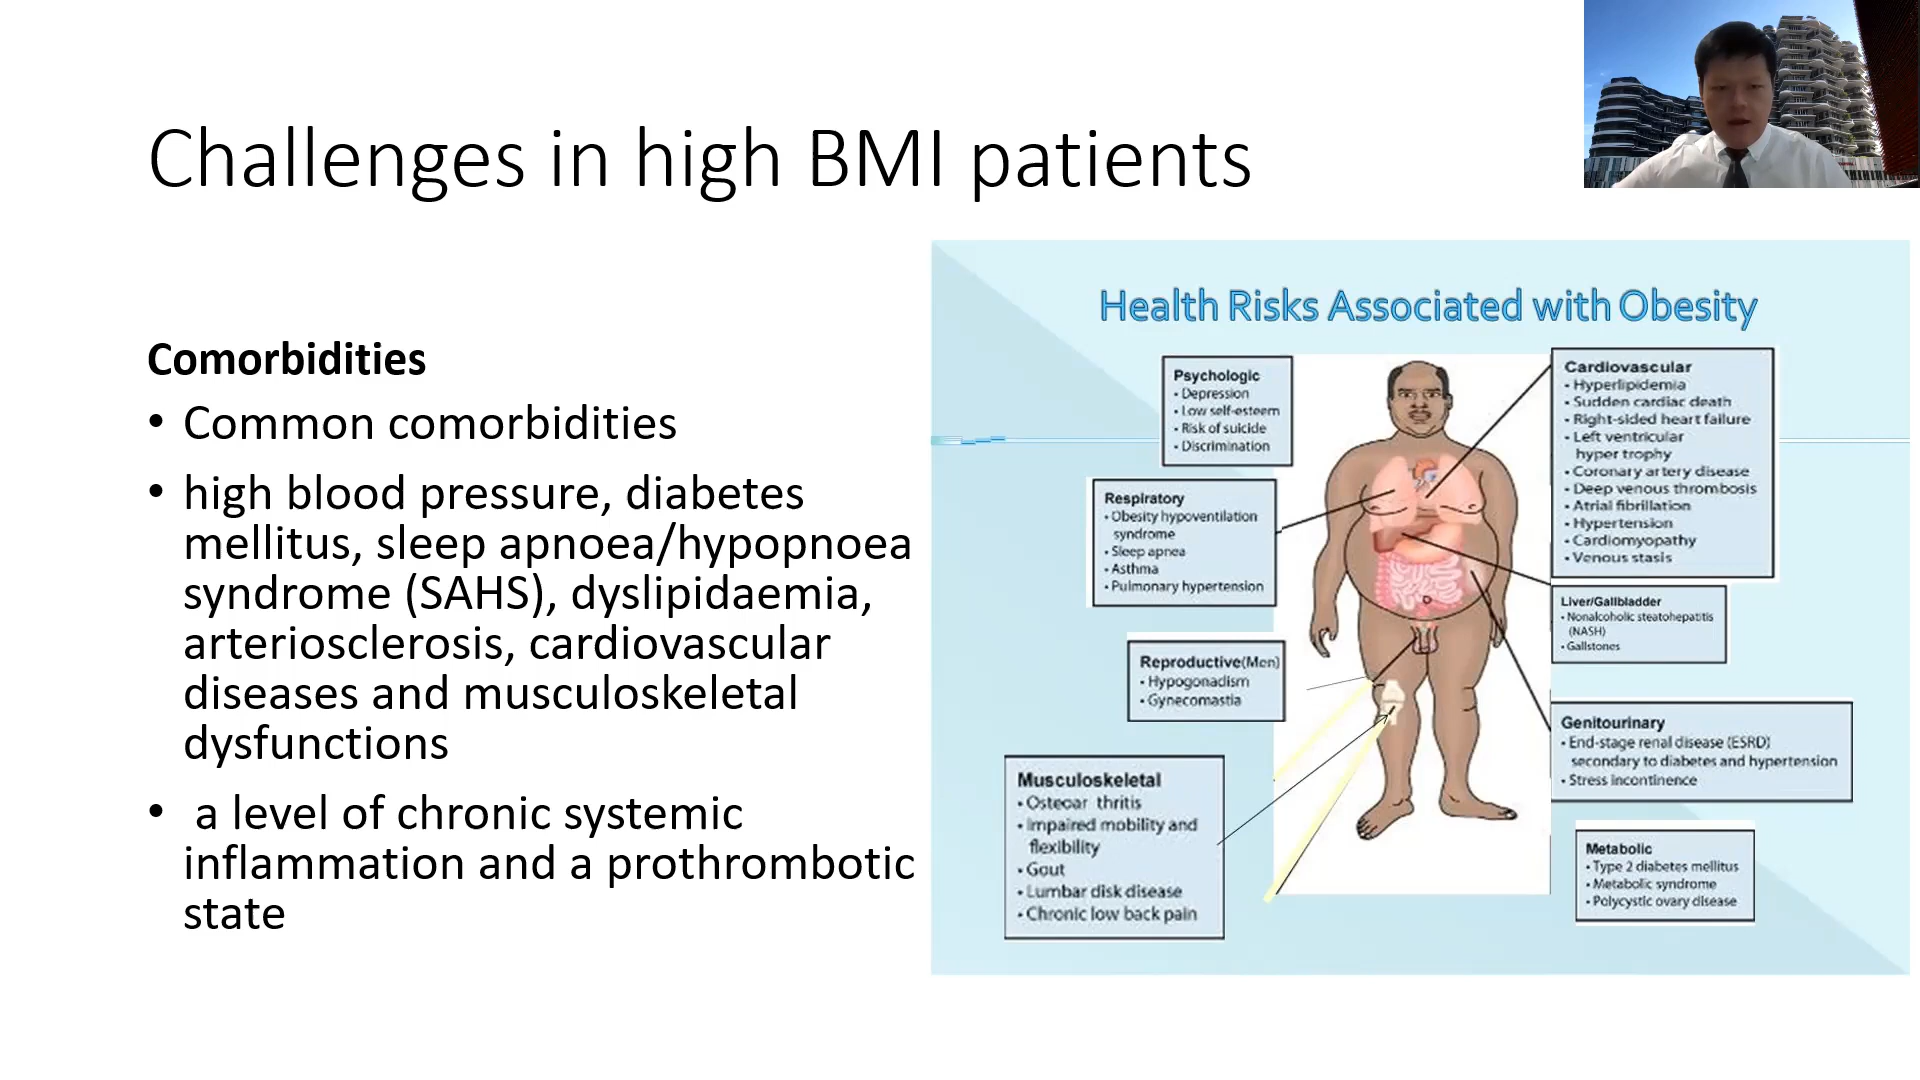 Challenges in high BMI patients
Comorbidities
• Common comorbidities
• high blood pressure, diabetes
mellitus, sleep apnoea/hypopnoea
syndrome (SAHS), dyslipidaemia,
arteriosclerosis, cardiovascular
diseases and musculoskeletal
dysfunctions
• a level of chronic systemic
inflammation and a prothrombotic
state
Health Risks Associated with Obesity
Psychologic
• Depression
• Low self-esteem
• Risk of suicide
• Discrimination
Respiratory
• Obesity hypoventilation
syndrome
• Sleep apnea
• Asthma
• Pulmonary hypertension
Reproductive(Men)
• Hypogonadism
• Gynecomastia
Musculoskeletal
• Osteoar thritis
• Impaired mobility and
flexibility
• Gout
• Lumbar disk disease
• Chronic low back pain
Cardiovascular
• Hyperlipidemia
• Sudden cardiac death
• Right-sided heart failure
• Left ventricular
hyper trophy
• Coronary artery disease
• Deep venous thrombosis
• Atrial fibrillation
• Hypertension
• Cardiomyopathy
• Venous stasis
Liver/Gallbladder
• Nonalcoholic steatohepatitis
(NASH)
• Gallstones
Genitourinary
• End-stage renal disease (ESRD)
secondary to diabetes and hypertension
• Stress incontinence
Metabolic
• Type 2 diabetes mellitus
• Metabolic syndrome
• Polycystic ovary disease